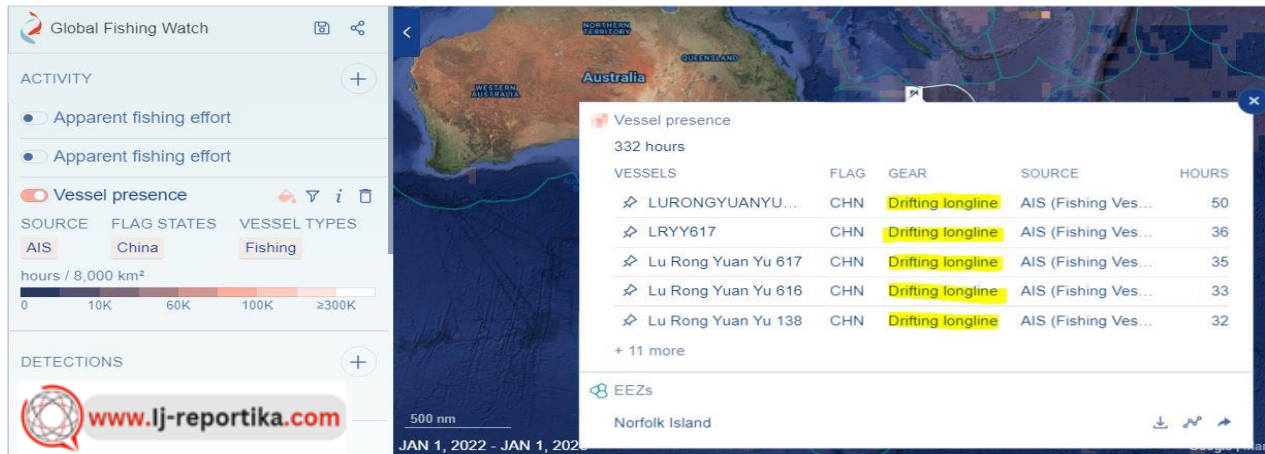 Global Fishing Watch
ACTIVITY
Apparent fishing effort
Apparent fishing effort
Vessel presence
SOURCE FLAG STATES VESSEL TYPES
AIS China Fishing
hours / 8,000 km²
0 10K 60K 100K ≥300K
DETECTIONS
www.lj-reportika.com
NORTHERN
TERRITORY
QUEENSLAND
Australia
WESTERN
AUSTRALIA
500 nm
JAN 1, 2022 - JAN 1, 202
Vessel presence
332 hours
VESSELS FLAG GEAR SOURCE HOURS
LURONGYUANYU... CHN Drifting longline AIS (Fishing Ves... 50
LRYY617 CHN Drifting longline AIS (Fishing Ves... 36
Lu Rong Yuan Yu 617 CHN Drifting longline AIS (Fishing Ves... 35
Lu Rong Yuan Yu 616 CHN Drifting longline AIS (Fishing Ves... 33
Lu Rong Yuan Yu 138 CHN Drifting longline AIS (Fishing Ves... 32
+ 11 more
EEZs
Norfolk Island